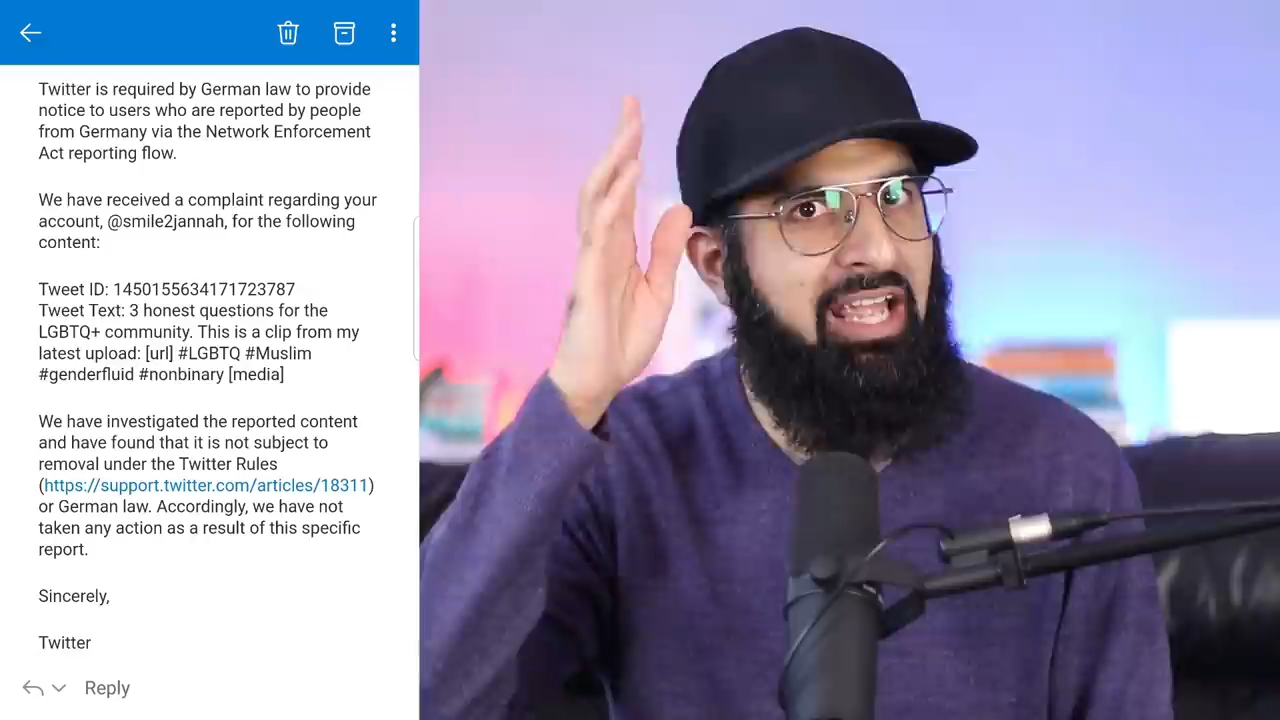 Twitter is required by German law to provide
notice to users who are reported by people
from Germany via the Network Enforcement
Act reporting flow.
We have received a complaint regarding your
account, @smile2jannah, for the following
content:
Tweet ID: 1450155634171723787
Tweet Text: 3 honest questions for the
LGBTQ+ community. This is a clip from my
latest upload: [url] #LGBTQ #Muslim
#genderfluid #nonbinary [media]
We have investigated the reported content
and have found that it is not subject to
removal under the Twitter Rules
(https://support.twitter.com/articles/18311)
or German law. Accordingly, we have not
taken any action as a result of this specific
report.
Sincerely,
Twitter
Reply